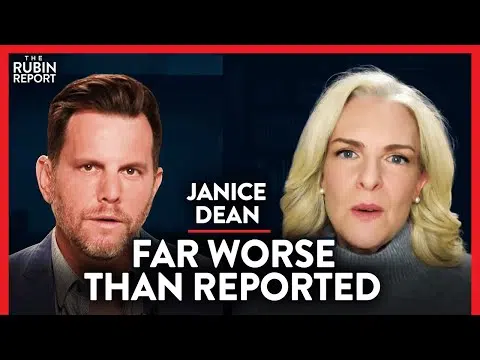 THE
RUBIN
REPORT
JANICE
DEAN
FAR WORSE
THAN REPORTED